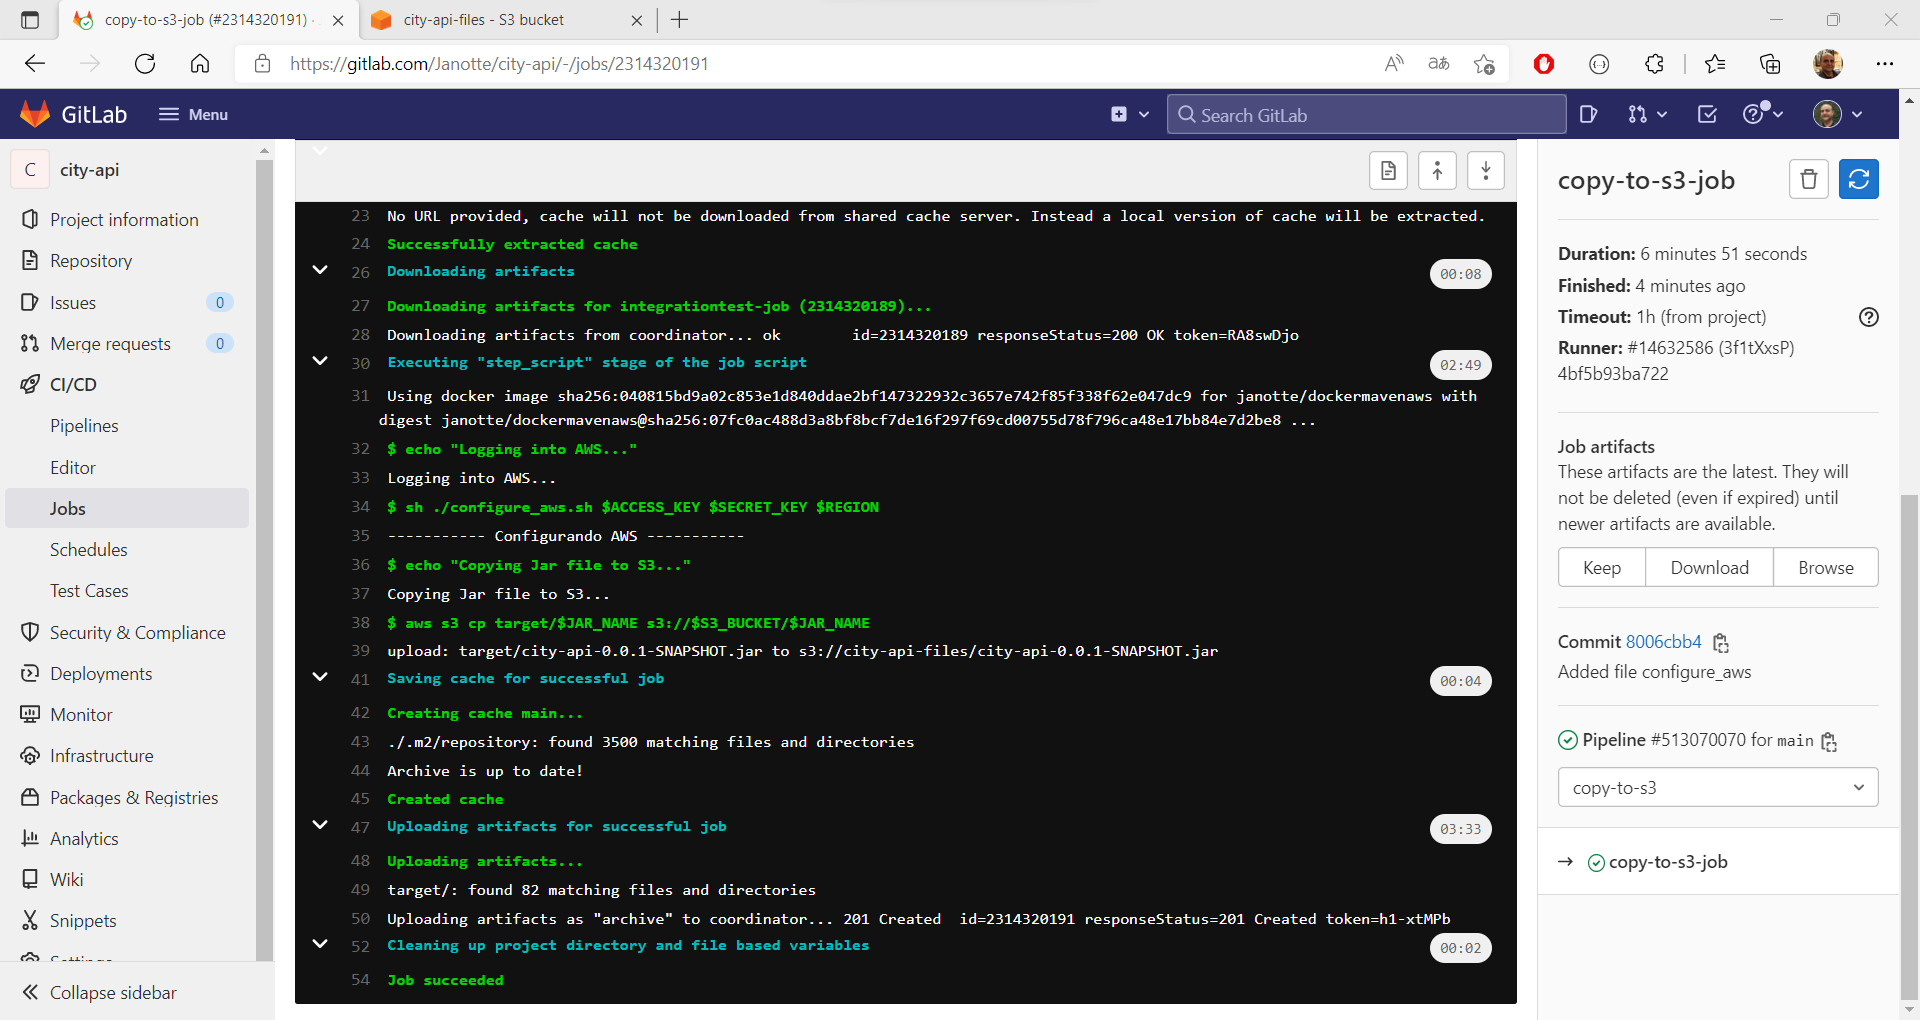 copy-to-s3-job (#2314320191) ·
city-api-files - S3 bucket
https://gitlab.com/Janotte/city-api/-/jobs/2314320191
GitLab
Menu
Search GitLab
C
city-api
Project information
Repository
Issues
0
Merge requests
0
CI/CD
Pipelines
Editor
Jobs
Schedules
Test Cases
Security & Compliance
Deployments
Monitor
Infrastructure
Packages & Registries
Analytics
Wiki
Snippets
Settings
Collapse sidebar
23 No URL provided, cache will not be downloaded from shared cache server. Instead a local version of cache will be extracted.
24 Successfully extracted cache
26 Downloading artifacts 00:08
27 Downloading artifacts for integrationtest-job (2314320189)...
28 Downloading artifacts from coordinator... ok id=2314320189 responseStatus=200 OK token=RA8swDjo
30 Executing "step_script" stage of the job script 02:49
31 Using docker image sha256:040815bd9a02c853e1d840ddae2bf147322932c3657e742f85f338f62e047dc9 for janotte/dockermavenaws with
digest janotte/dockermavenaws@sha256:07fc0ac488d3a8bf8bcf7de16f297f69cd00755d78f796ca48e17bb84e7d2be8 ...
32 $ echo "Logging into AWS..."
33 Logging into AWS...
34 $ sh ./configure_aws.sh $ACCESS_KEY $SECRET_KEY $REGION
35 ----------- Configurando AWS -----------
36 $ echo "Copying Jar file to S3..."
37 Copying Jar file to S3...
38 $ aws s3 cp target/$JAR_NAME s3://$S3_BUCKET/$JAR_NAME
39 upload: target/city-api-0.0.1-SNAPSHOT.jar to s3://city-api-files/city-api-0.0.1-SNAPSHOT.jar
41 Saving cache for successful job 00:04
42 Creating cache main...
43 ./.m2/repository: found 3500 matching files and directories
44 Archive is up to date!
45 Created cache
47 Uploading artifacts for successful job 03:33
48 Uploading artifacts...
49 target/: found 82 matching files and directories
50 Uploading artifacts as "archive" to coordinator... 201 Created id=2314320191 responseStatus=201 Created token=h1-xtMPb
52 Cleaning up project directory and file based variables 00:02
54 Job succeeded
copy-to-s3-job
Duration: 6 minutes 51 seconds
Finished: 4 minutes ago
Timeout: 1h (from project)
Runner: #14632586 (3f1tXxsP)
4bf5b93ba722
Job artifacts
These artifacts are the latest. They will
not be deleted (even if expired) until
newer artifacts are available.
Keep Download Browse
Commit 8006cbb4
Added file configure_aws
Pipeline #513070070 for main
copy-to-s3
→ copy-to-s3-job